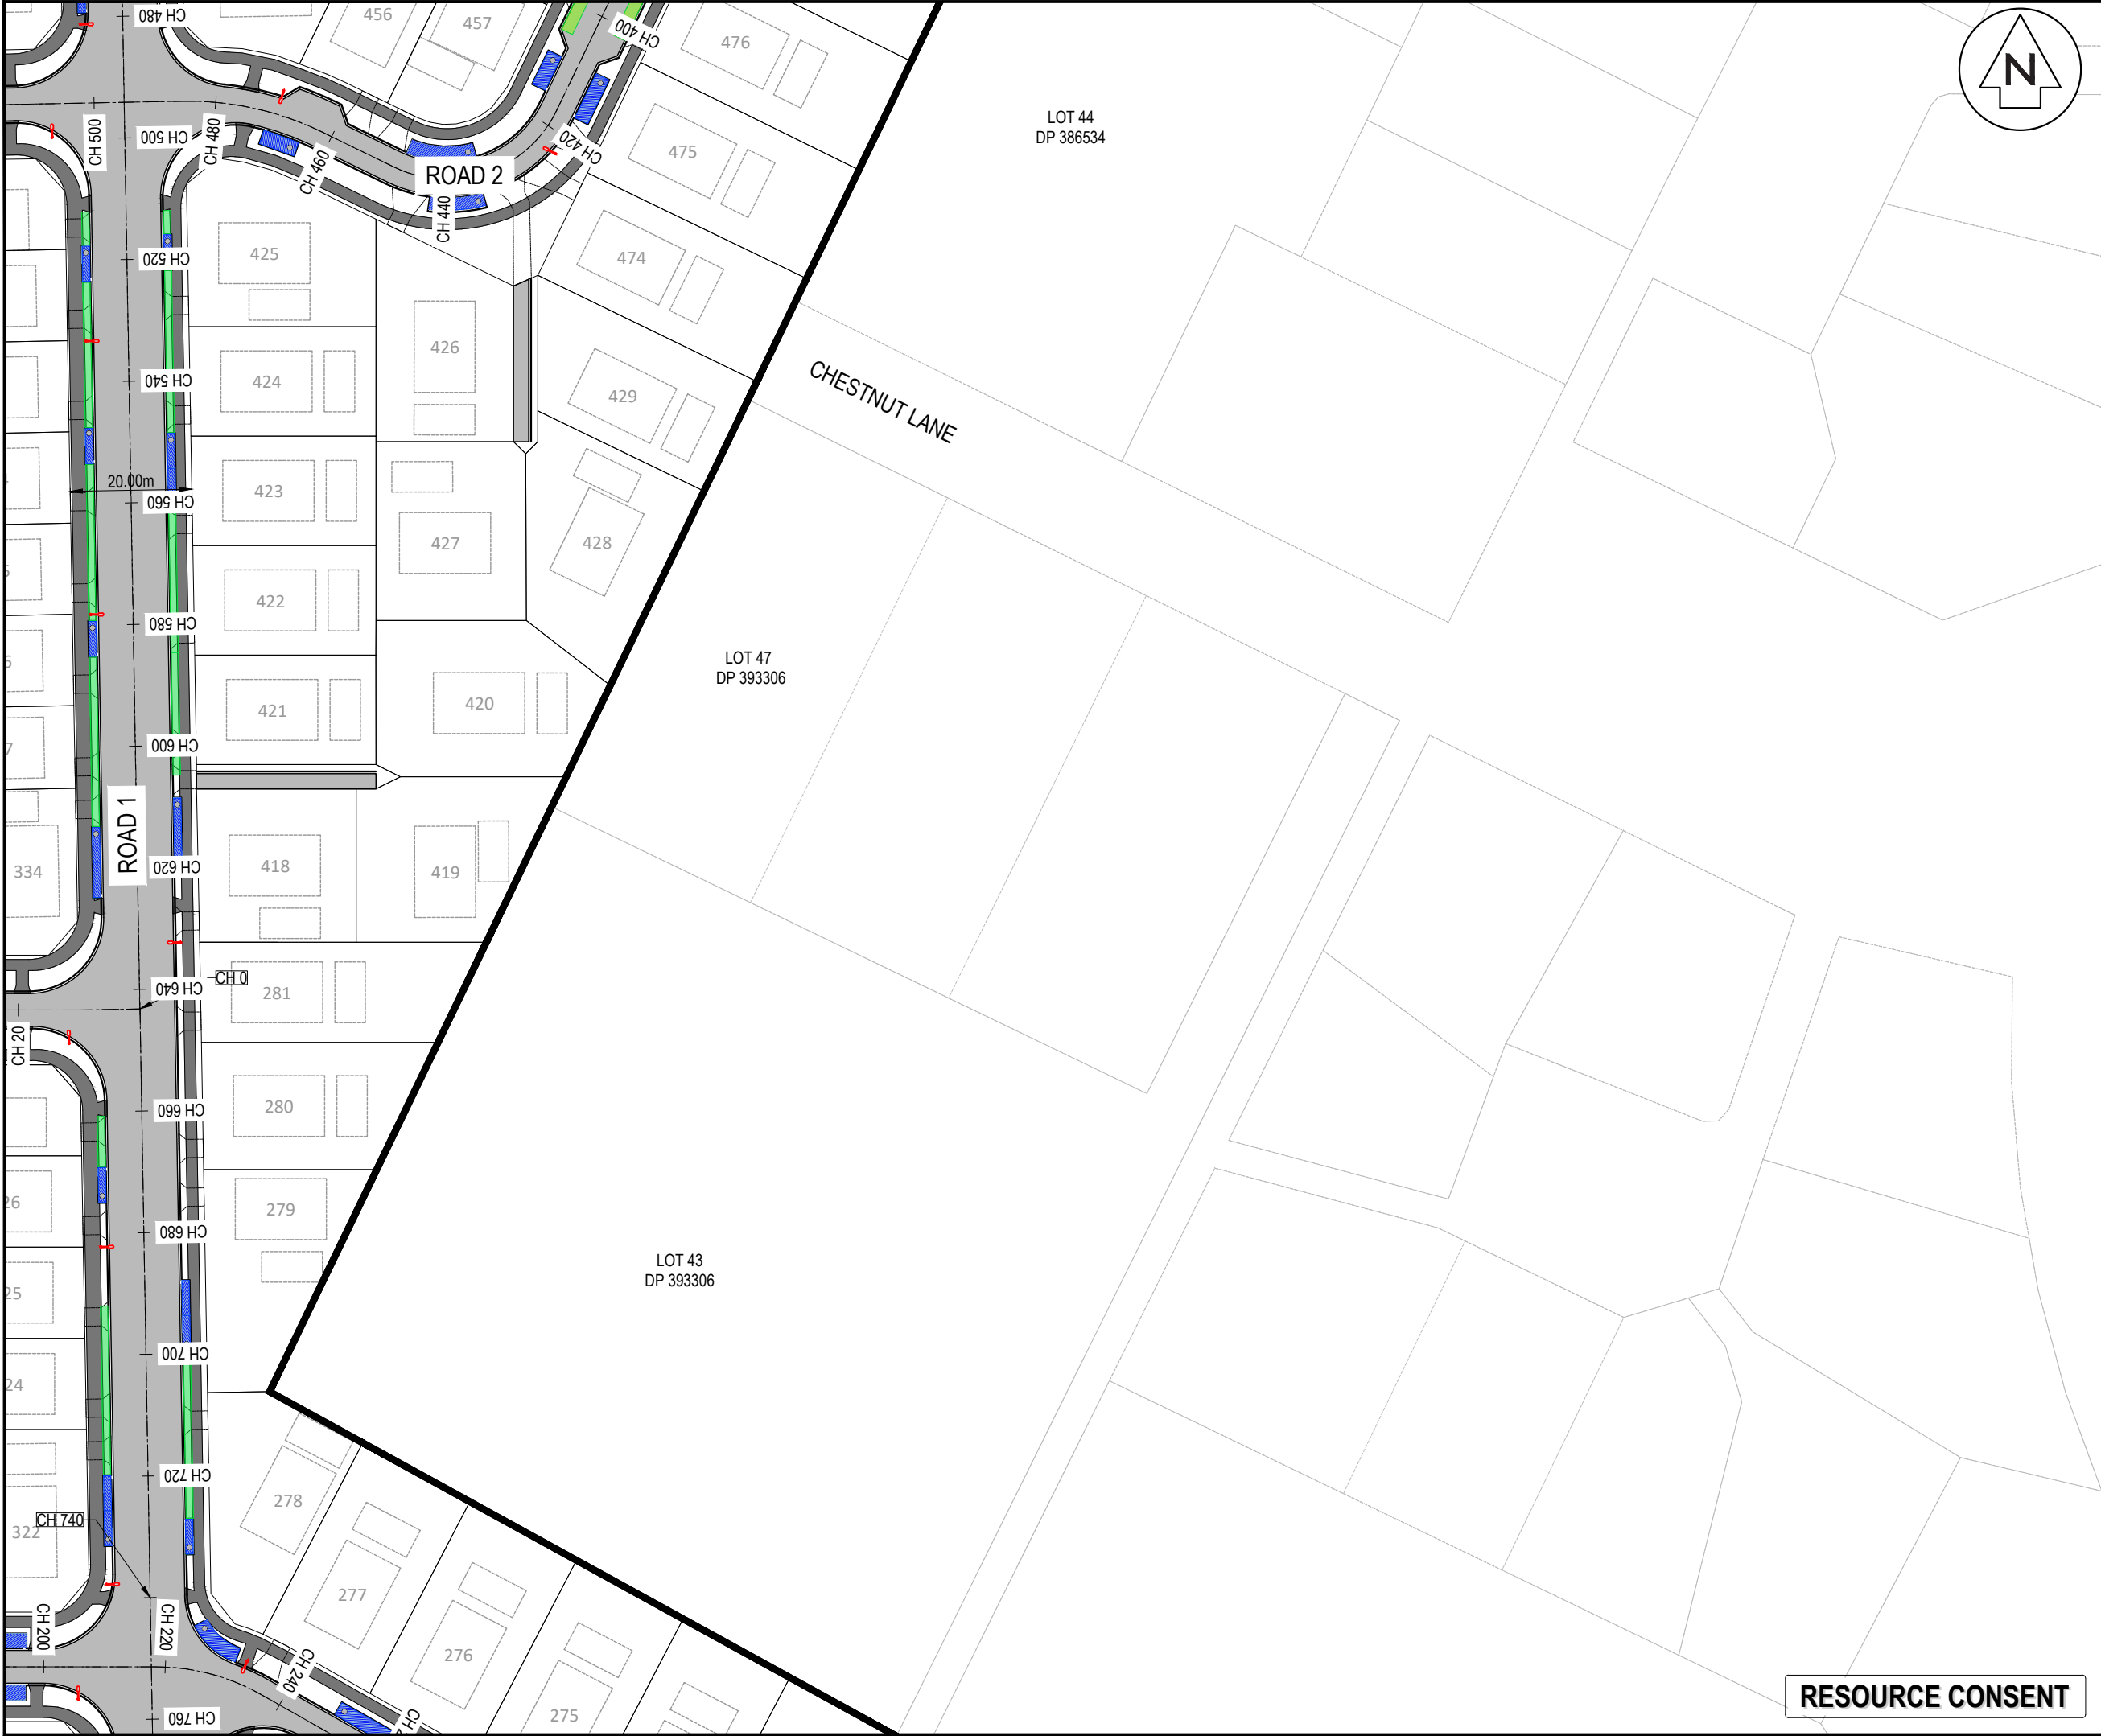 CH 480
456
457
CH 400
476
N
LOT 44
DP 386534
CH 500
CH 500
CH 480
CH 460
ROAD 2
CH 440
CH 420
475
474
425
CH 520
426
424
CH 540
429
CHESTNUT LANE
20.00m
423
CH 560
427
428
422
CH 580
LOT 47
DP 393306
421
420
CH 600
ROAD 1
334
418
419
CH 620
CH 0
281
CH 640
CH 20
280
CH 660
279
CH 680
LOT 43
DP 393306
26
25
24
CH 700
CH 720
278
CH 740
322
277
276
275
CH 200
CH 220
CH 240
CH 760
RESOURCE CONSENT